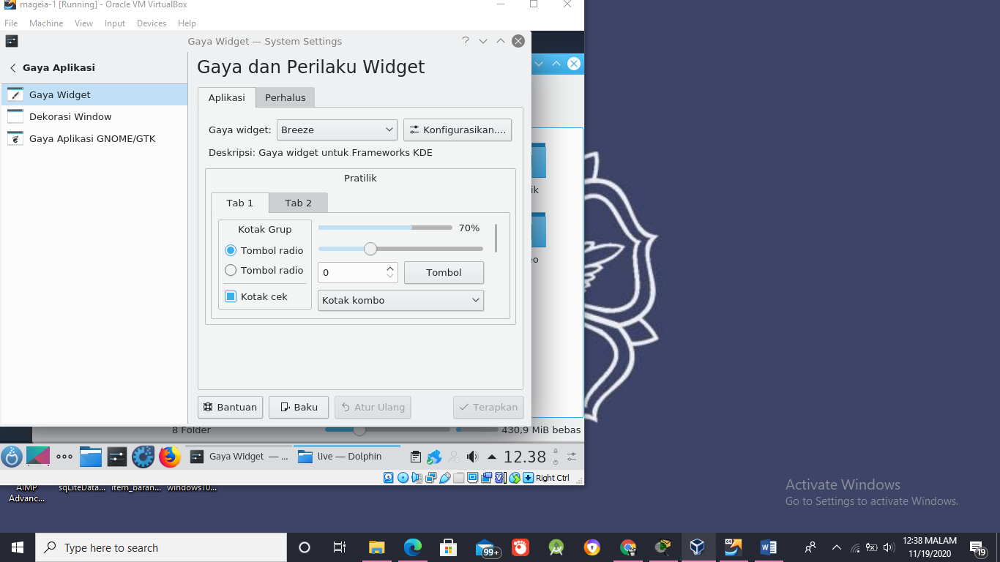 mageia-1 [Running] - Oracle VM VirtualBox
File Machine View Input Devices Help
Gaya Widget — System Settings
Gaya Aplikasi
Gaya Widget
Dekorasi Window
Gaya Aplikasi GNOME/GTK
Gaya dan Perilaku Widget
Aplikasi Perhalus
Gaya widget: Breeze Konfigurasikan....
Deskripsi: Gaya widget untuk Frameworks KDE
Pratilik
Tab 1 Tab 2
Kotak Grup
70%
Tombol radio
Tombol radio
0 Tombol
Kotak cek
Kotak kombo
ik
eo
Bantuan Baku Atur Ulang Terapkan
8 Folder 430,9 MiB bebas
Gaya Widget — ... live — Dolphin 12.38
Right Ctrl
AIMP sqLiteData... item_baran... windows10...
Advanc...
Activate Windows
Go to Settings to activate Windows.
Type here to search
99+
12:38 MALAM
11/19/2020
19